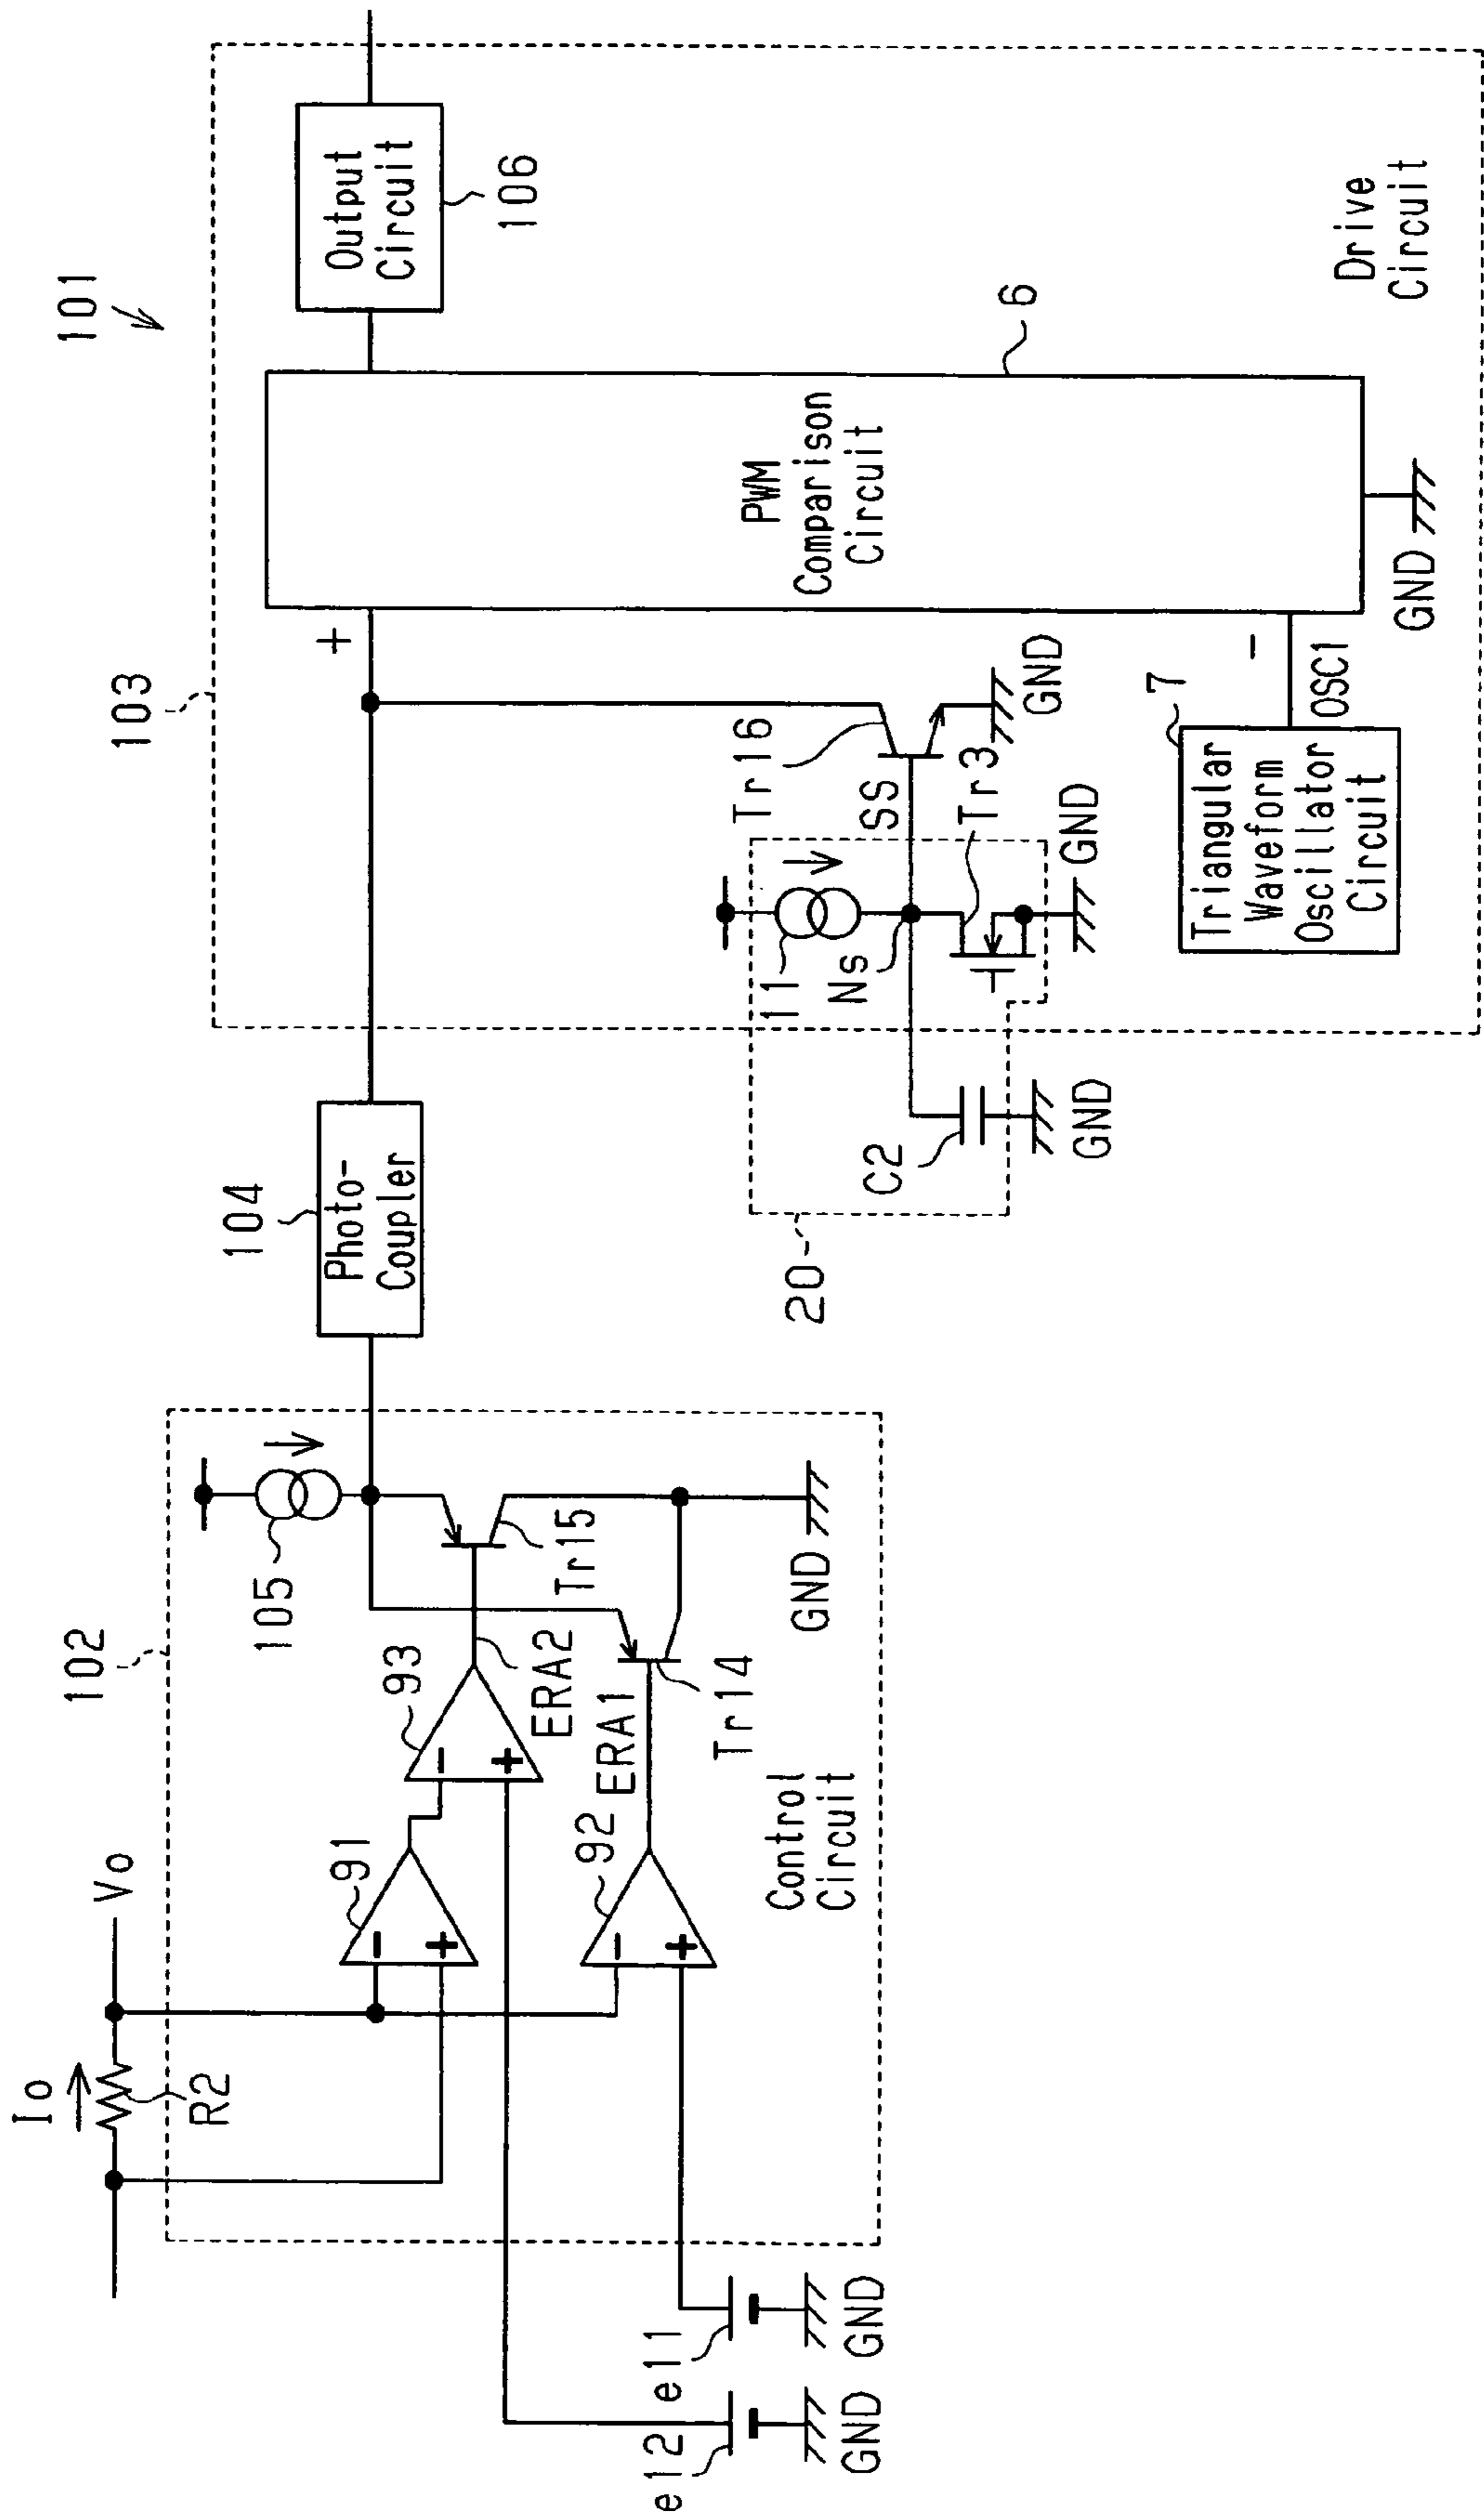 101
103
Output
Circuit
106
6
PWM
Comparison
Circuit
Drive
Circuit
+
-
GND
OSC1
7
Triangular
Waveform
Oscillator
Circuit
Tr16
SS
Tr3
GND
GND
11
Ns
C2
GND
20
104
Photo-
Coupler
102
105
Tr15
GND
93
-
+
ERA2
ERA1
Tr14
91
-
+
92
-
+
Control
Circuit
Vo
Io
R2
e11
GND
e12
GND